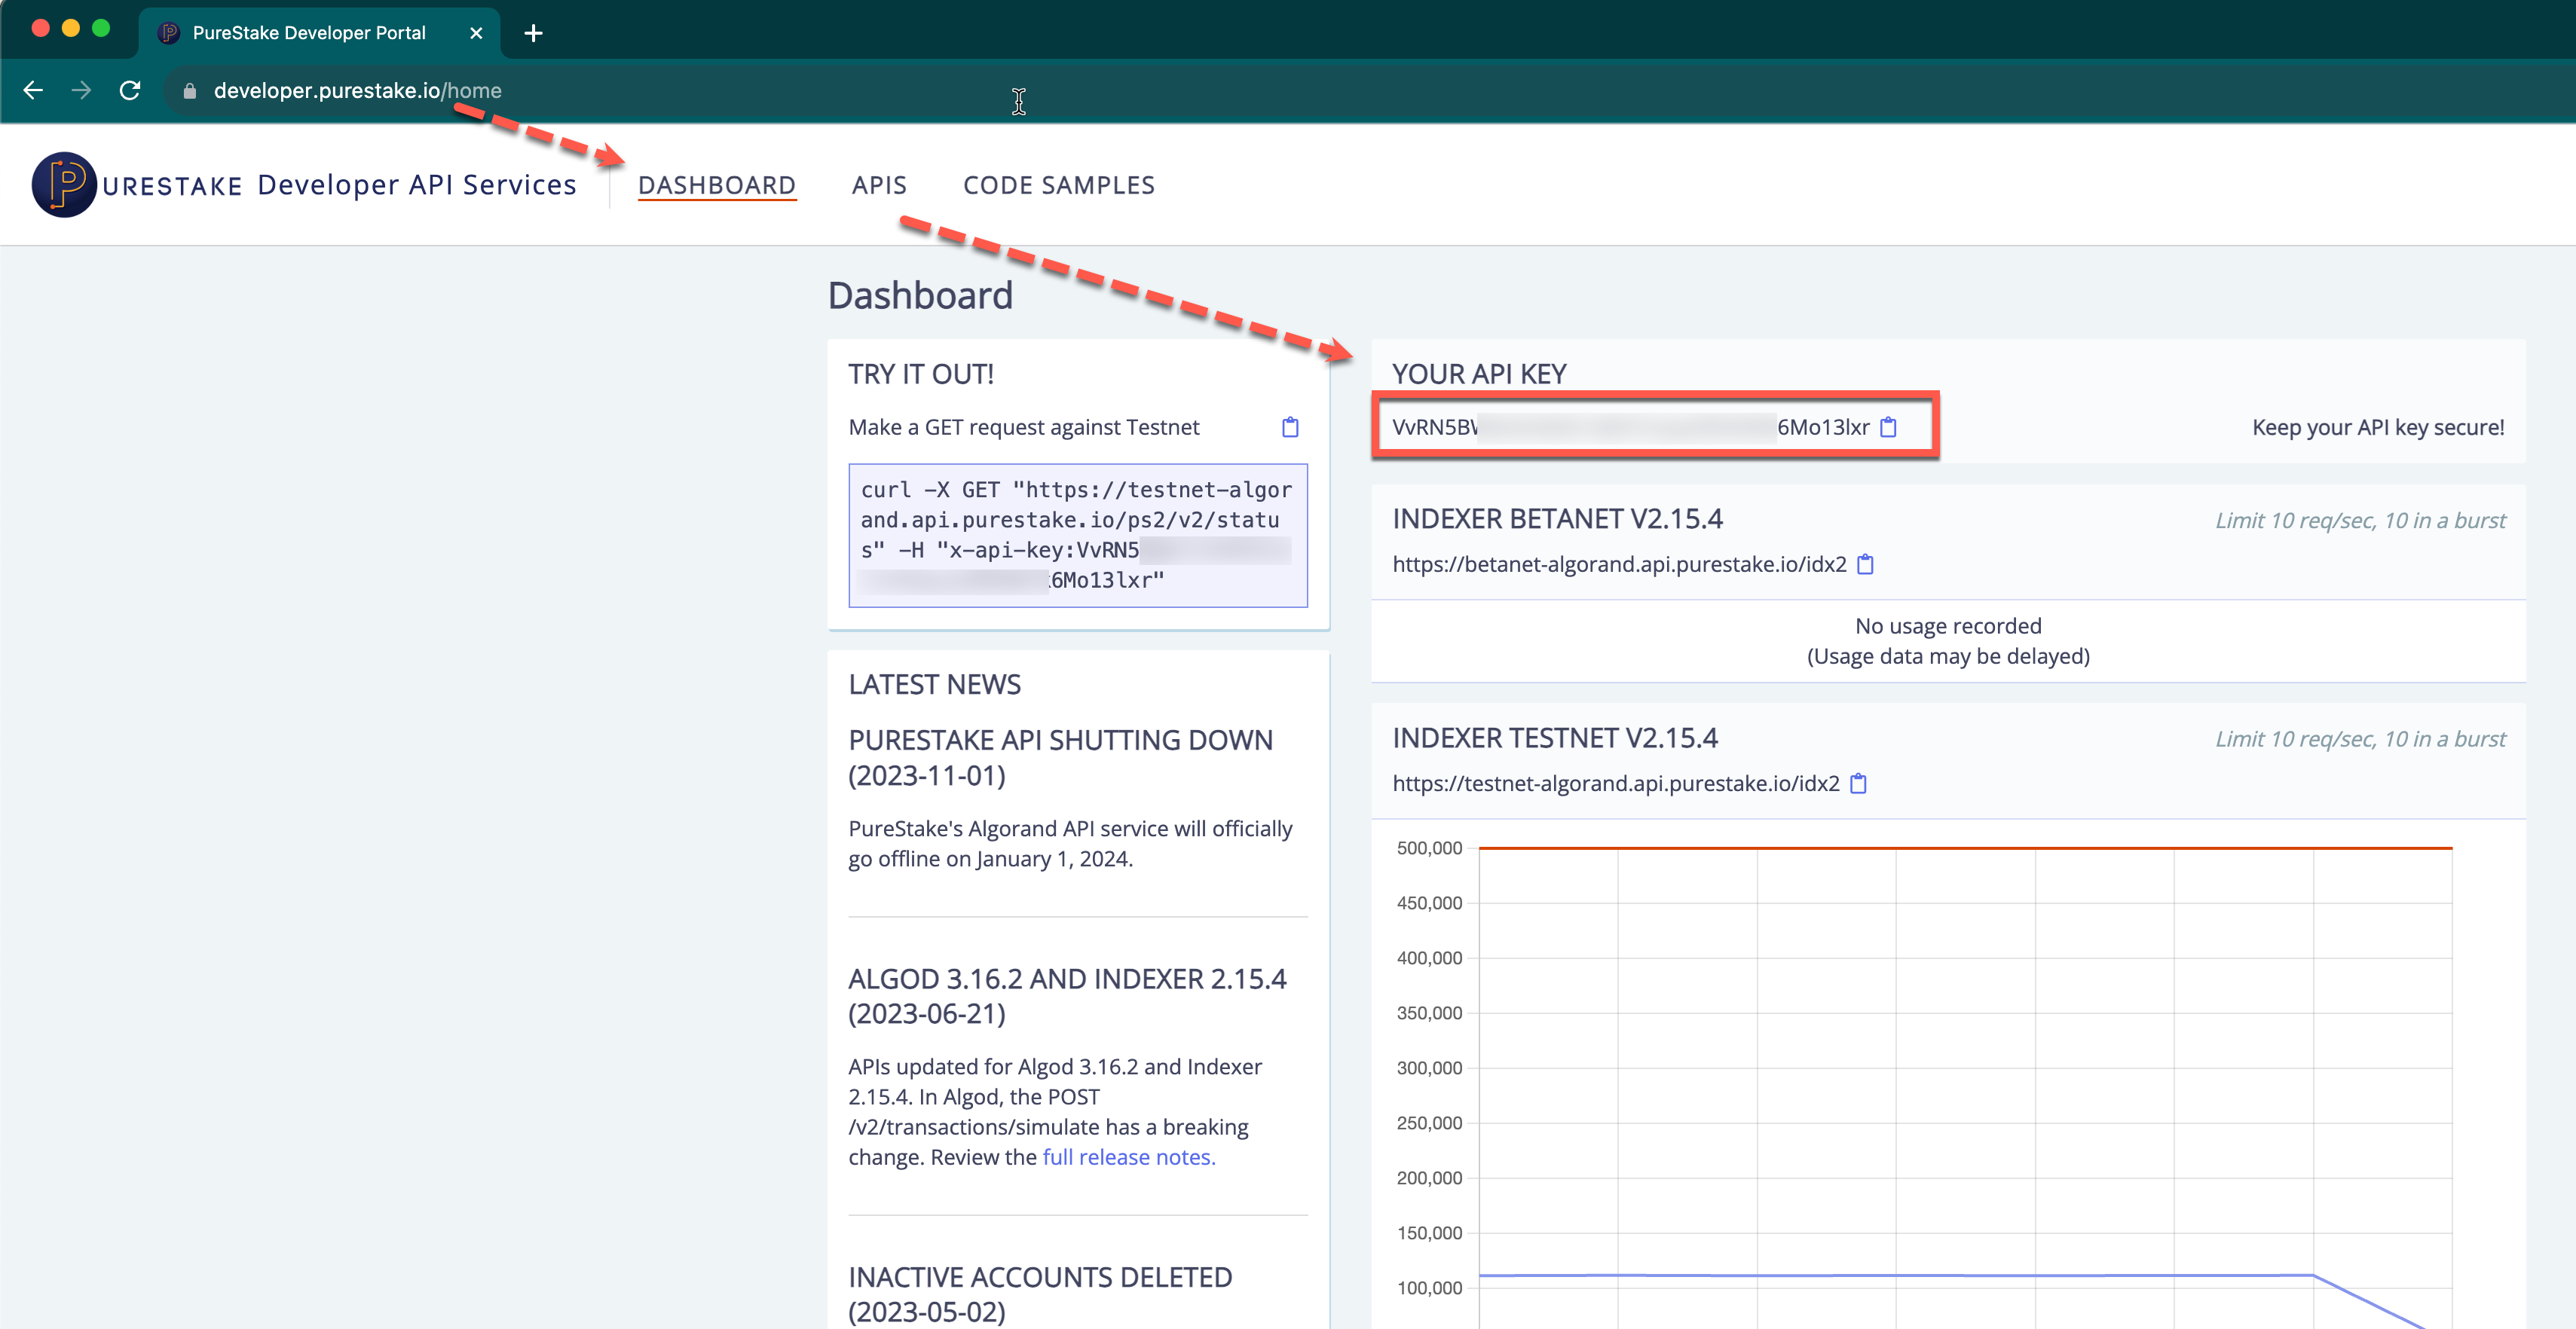 PureStake Developer Portal
developer.purestake.io/home
PURESTAKE Developer API Services
DASHBOARD
APIS
CODE SAMPLES
Dashboard
TRY IT OUT!
Make a GET request against Testnet
curl -X GET "https://testnet-algor
and.api.purestake.io/ps2/v2/statu
s" -H "x-api-key:VvRN5
6Mo13lxr"
LATEST NEWS
PURESTAKE API SHUTTING DOWN
(2023-11-01)
PureStake's Algorand API service will officially
go offline on January 1, 2024.
ALGOD 3.16.2 AND INDEXER 2.15.4
(2023-06-21)
APIs updated for Algod 3.16.2 and Indexer
2.15.4. In Algod, the POST
/v2/transactions/simulate has a breaking
change. Review the full release notes.
INACTIVE ACCOUNTS DELETED
(2023-05-02)
YOUR API KEY
VvRN5B 6Mo13lxr
Keep your API key secure!
INDEXER BETANET V2.15.4
Limit 10 req/sec, 10 in a burst
https://betanet-algorand.api.purestake.io/idx2
No usage recorded
(Usage data may be delayed)
INDEXER TESTNET V2.15.4
Limit 10 req/sec, 10 in a burst
https://testnet-algorand.api.purestake.io/idx2
500,000
450,000
400,000
350,000
300,000
250,000
200,000
150,000
100,000